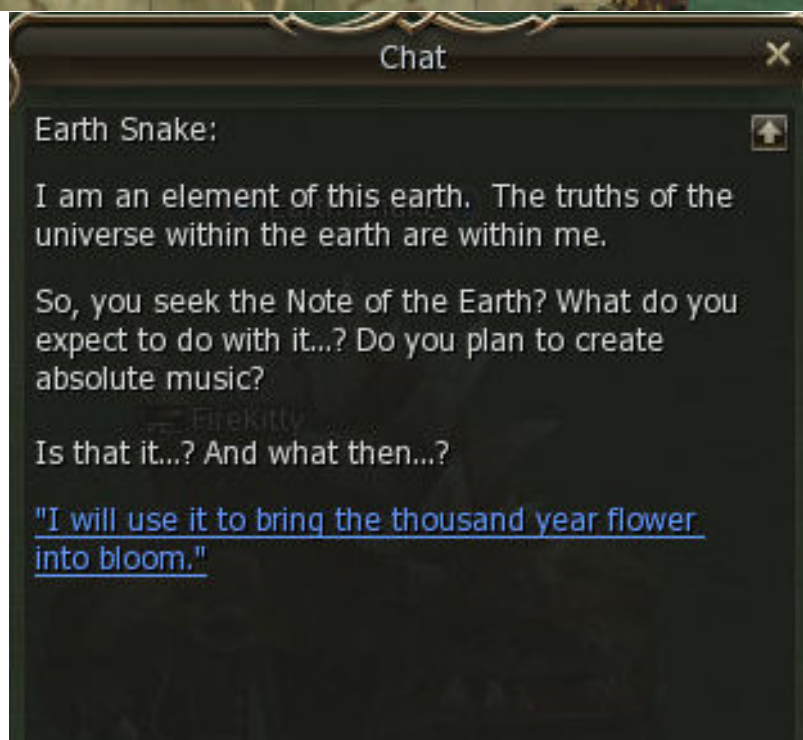 Chat
Earth Snake:
I am an element of this earth.  The truths of the
universe within the earth are within me.
So, you seek the Note of the Earth? What do you
expect to do with it...? Do you plan to create
absolute music?
FireKitty
Is that it...? And what then...?
"I will use it to bring the thousand year flower
into bloom."